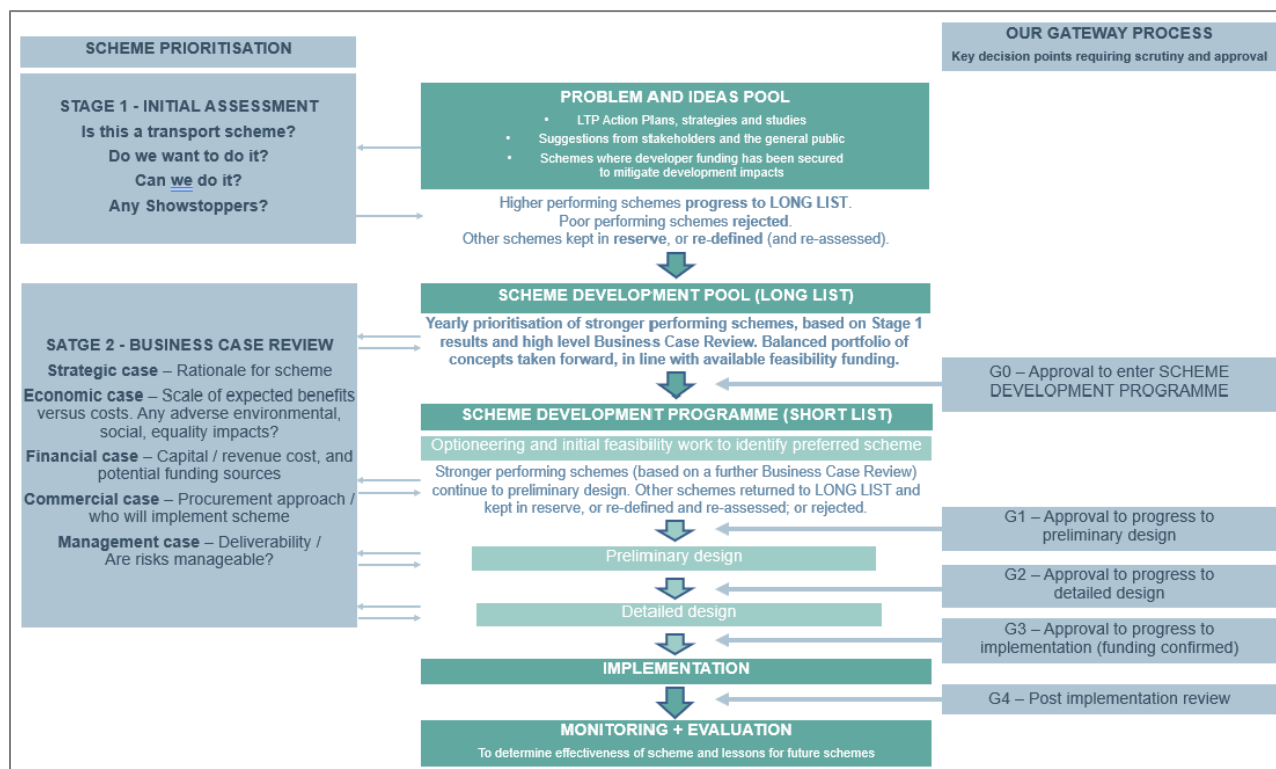 SCHEME PRIORITISATION
STAGE 1 - INITIAL ASSESSMENT
Is this a transport scheme?
Do we want to do it?
Can we do it?
Any Showstoppers?
SATGE 2 - BUSINESS CASE REVIEW
Strategic case – Rationale for scheme
Economic case – Scale of expected benefits
versus costs. Any adverse environmental,
social, equality impacts?
Financial case – Capital / revenue cost, and
potential funding sources
Commercial case – Procurement approach /
who will implement scheme
Management case – Deliverability /
Are risks manageable?
PROBLEM AND IDEAS POOL
• LTP Action Plans, strategies and studies
• Suggestions from stakeholders and the general public
• Schemes where developer funding has been secured
to mitigate development impacts
Higher performing schemes progress to LONG LIST.
Poor performing schemes rejected.
Other schemes kept in reserve, or re-defined (and re-assessed).
SCHEME DEVELOPMENT POOL (LONG LIST)
Yearly prioritisation of stronger performing schemes, based on Stage 1
results and high level Business Case Review. Balanced portfolio of
concepts taken forward, in line with available feasibility funding.
SCHEME DEVELOPMENT PROGRAMME (SHORT LIST)
Optioneering and initial feasibility work to identify preferred scheme
Stronger performing schemes (based on a further Business Case Review)
continue to preliminary design. Other schemes returned to LONG LIST and
kept in reserve, or re-defined and re-assessed; or rejected.
Preliminary design
Detailed design
IMPLEMENTATION
MONITORING + EVALUATION
To determine effectiveness of scheme and lessons for future schemes
OUR GATEWAY PROCESS
Key decision points requiring scrutiny and approval
G0 – Approval to enter SCHEME
DEVELOPMENT PROGRAMME
G1 – Approval to progress to
preliminary design
G2 – Approval to progress to
detailed design
G3 – Approval to progress to
implementation (funding confirmed)
G4 – Post implementation review